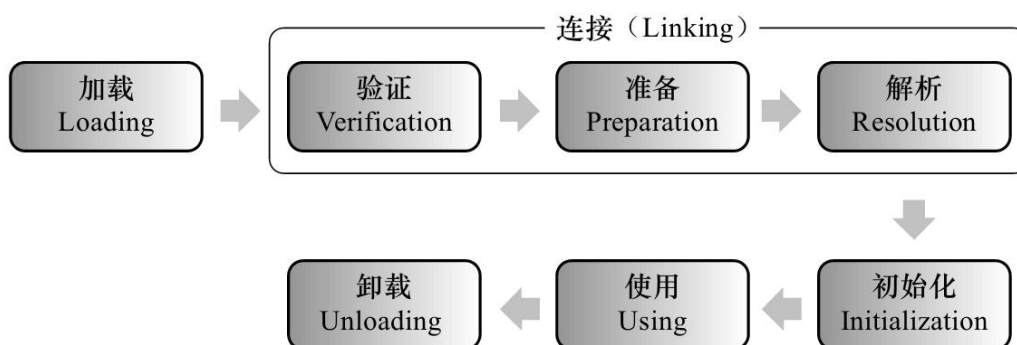 连接（Linking）
加载
Loading
验证
Verification
准备
Preparation
解析
Resolution
初始化
Initialization
使用
Using
卸载
Unloading